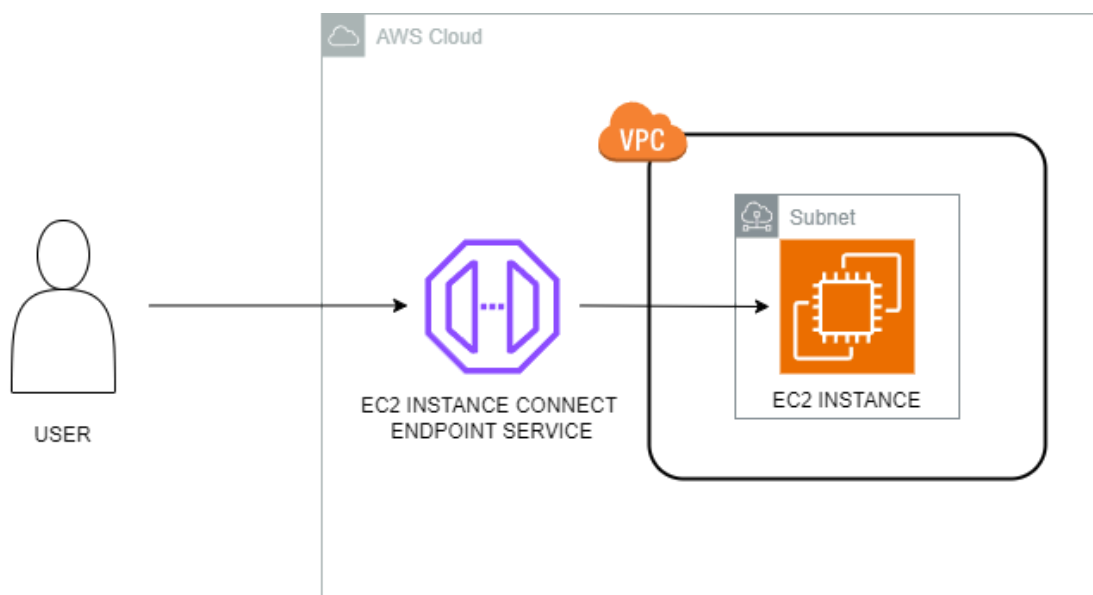 AWS Cloud
VPC
Subnet
EC2 INSTANCE CONNECT
ENDPOINT SERVICE
EC2 INSTANCE
USER